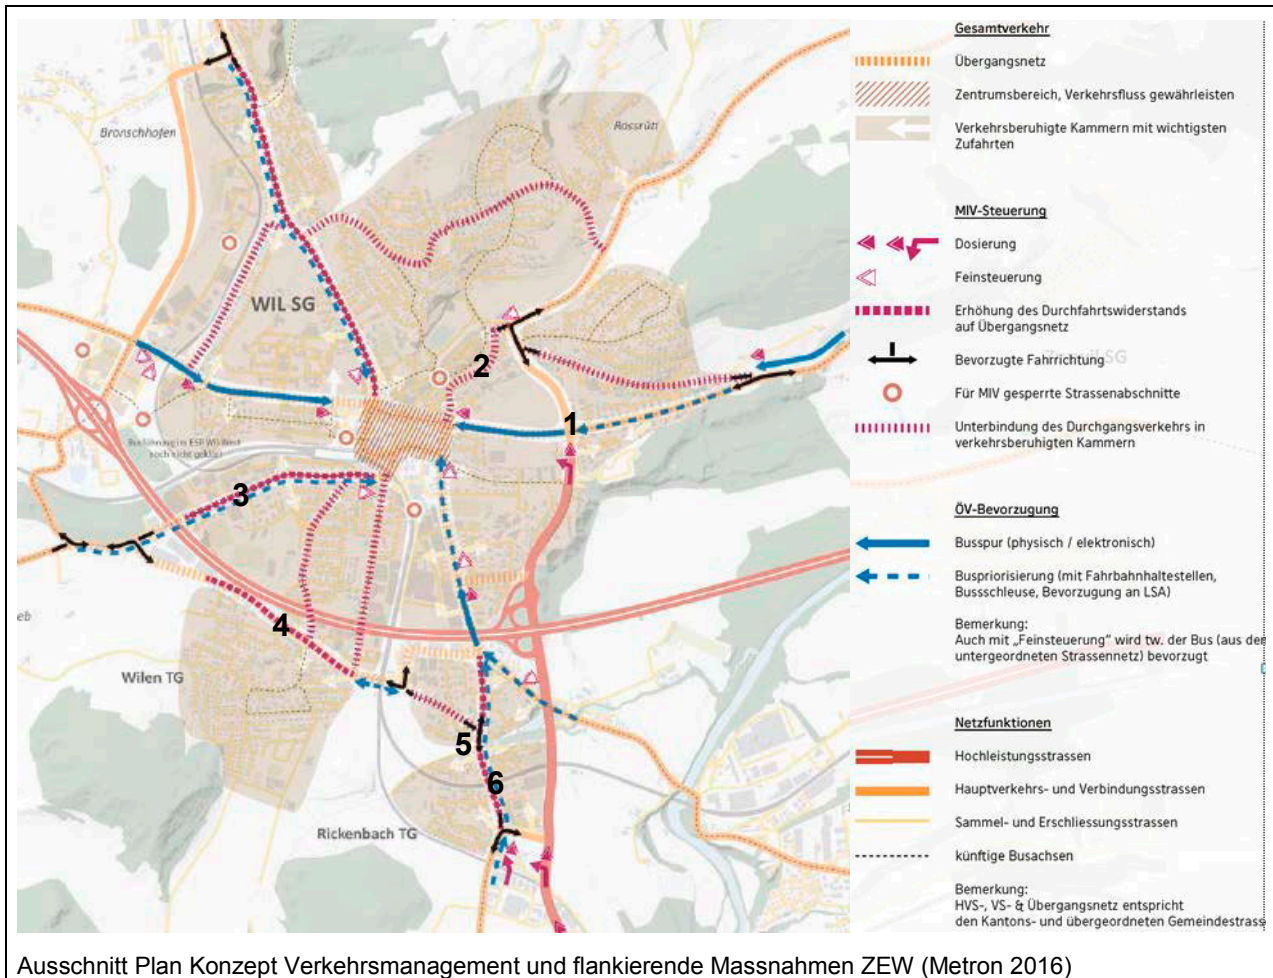 Bronschhofen
Rossrüti
WIL SG
2
1
3
4
Wilen TG
5
6
Rickenbach TG
Gesamtverkehr
Übergangsnetz
Zentrumsbereich, Verkehrsfluss gewährleisten
Verkehrsberuhigte Kammern mit wichtigsten
Zufahrten
MIV-Steuerung
Dosierung
Feinsteuerung
Erhöhung des Durchfahrtswiderstands
auf Übergangsnetz
Bevorzugte Fahrrichtung
Für MIV gesperrte Strassenabschnitte
Unterbindung des Durchgangsverkehrs in
verkehrsberuhigten Kammern
ÖV-Bevorzugung
Busspur (physisch / elektronisch)
Buspriorisierung (mit Fahrbahnhaltestellen,
Bussschleuse, Bevorzugung an LSA)
Bemerkung:
Auch mit „Feinsteuerung" wird tw. der Bus (aus der
untergeordneten Strassennetz) bevorzugt
Netzfunktionen
Hochleistungsstrassen
Hauptverkehrs- und Verbindungsstrassen
Sammel- und Erschliessungsstrassen
künftige Busachsen
Bemerkung:
HVS-, VS- & Übergangsnetz entspricht
den Kantons- und übergeordneten Gemeindestrass
Ausschnitt Plan Konzept Verkehrsmanagement und flankierende Massnahmen ZEW (Metron 2016)